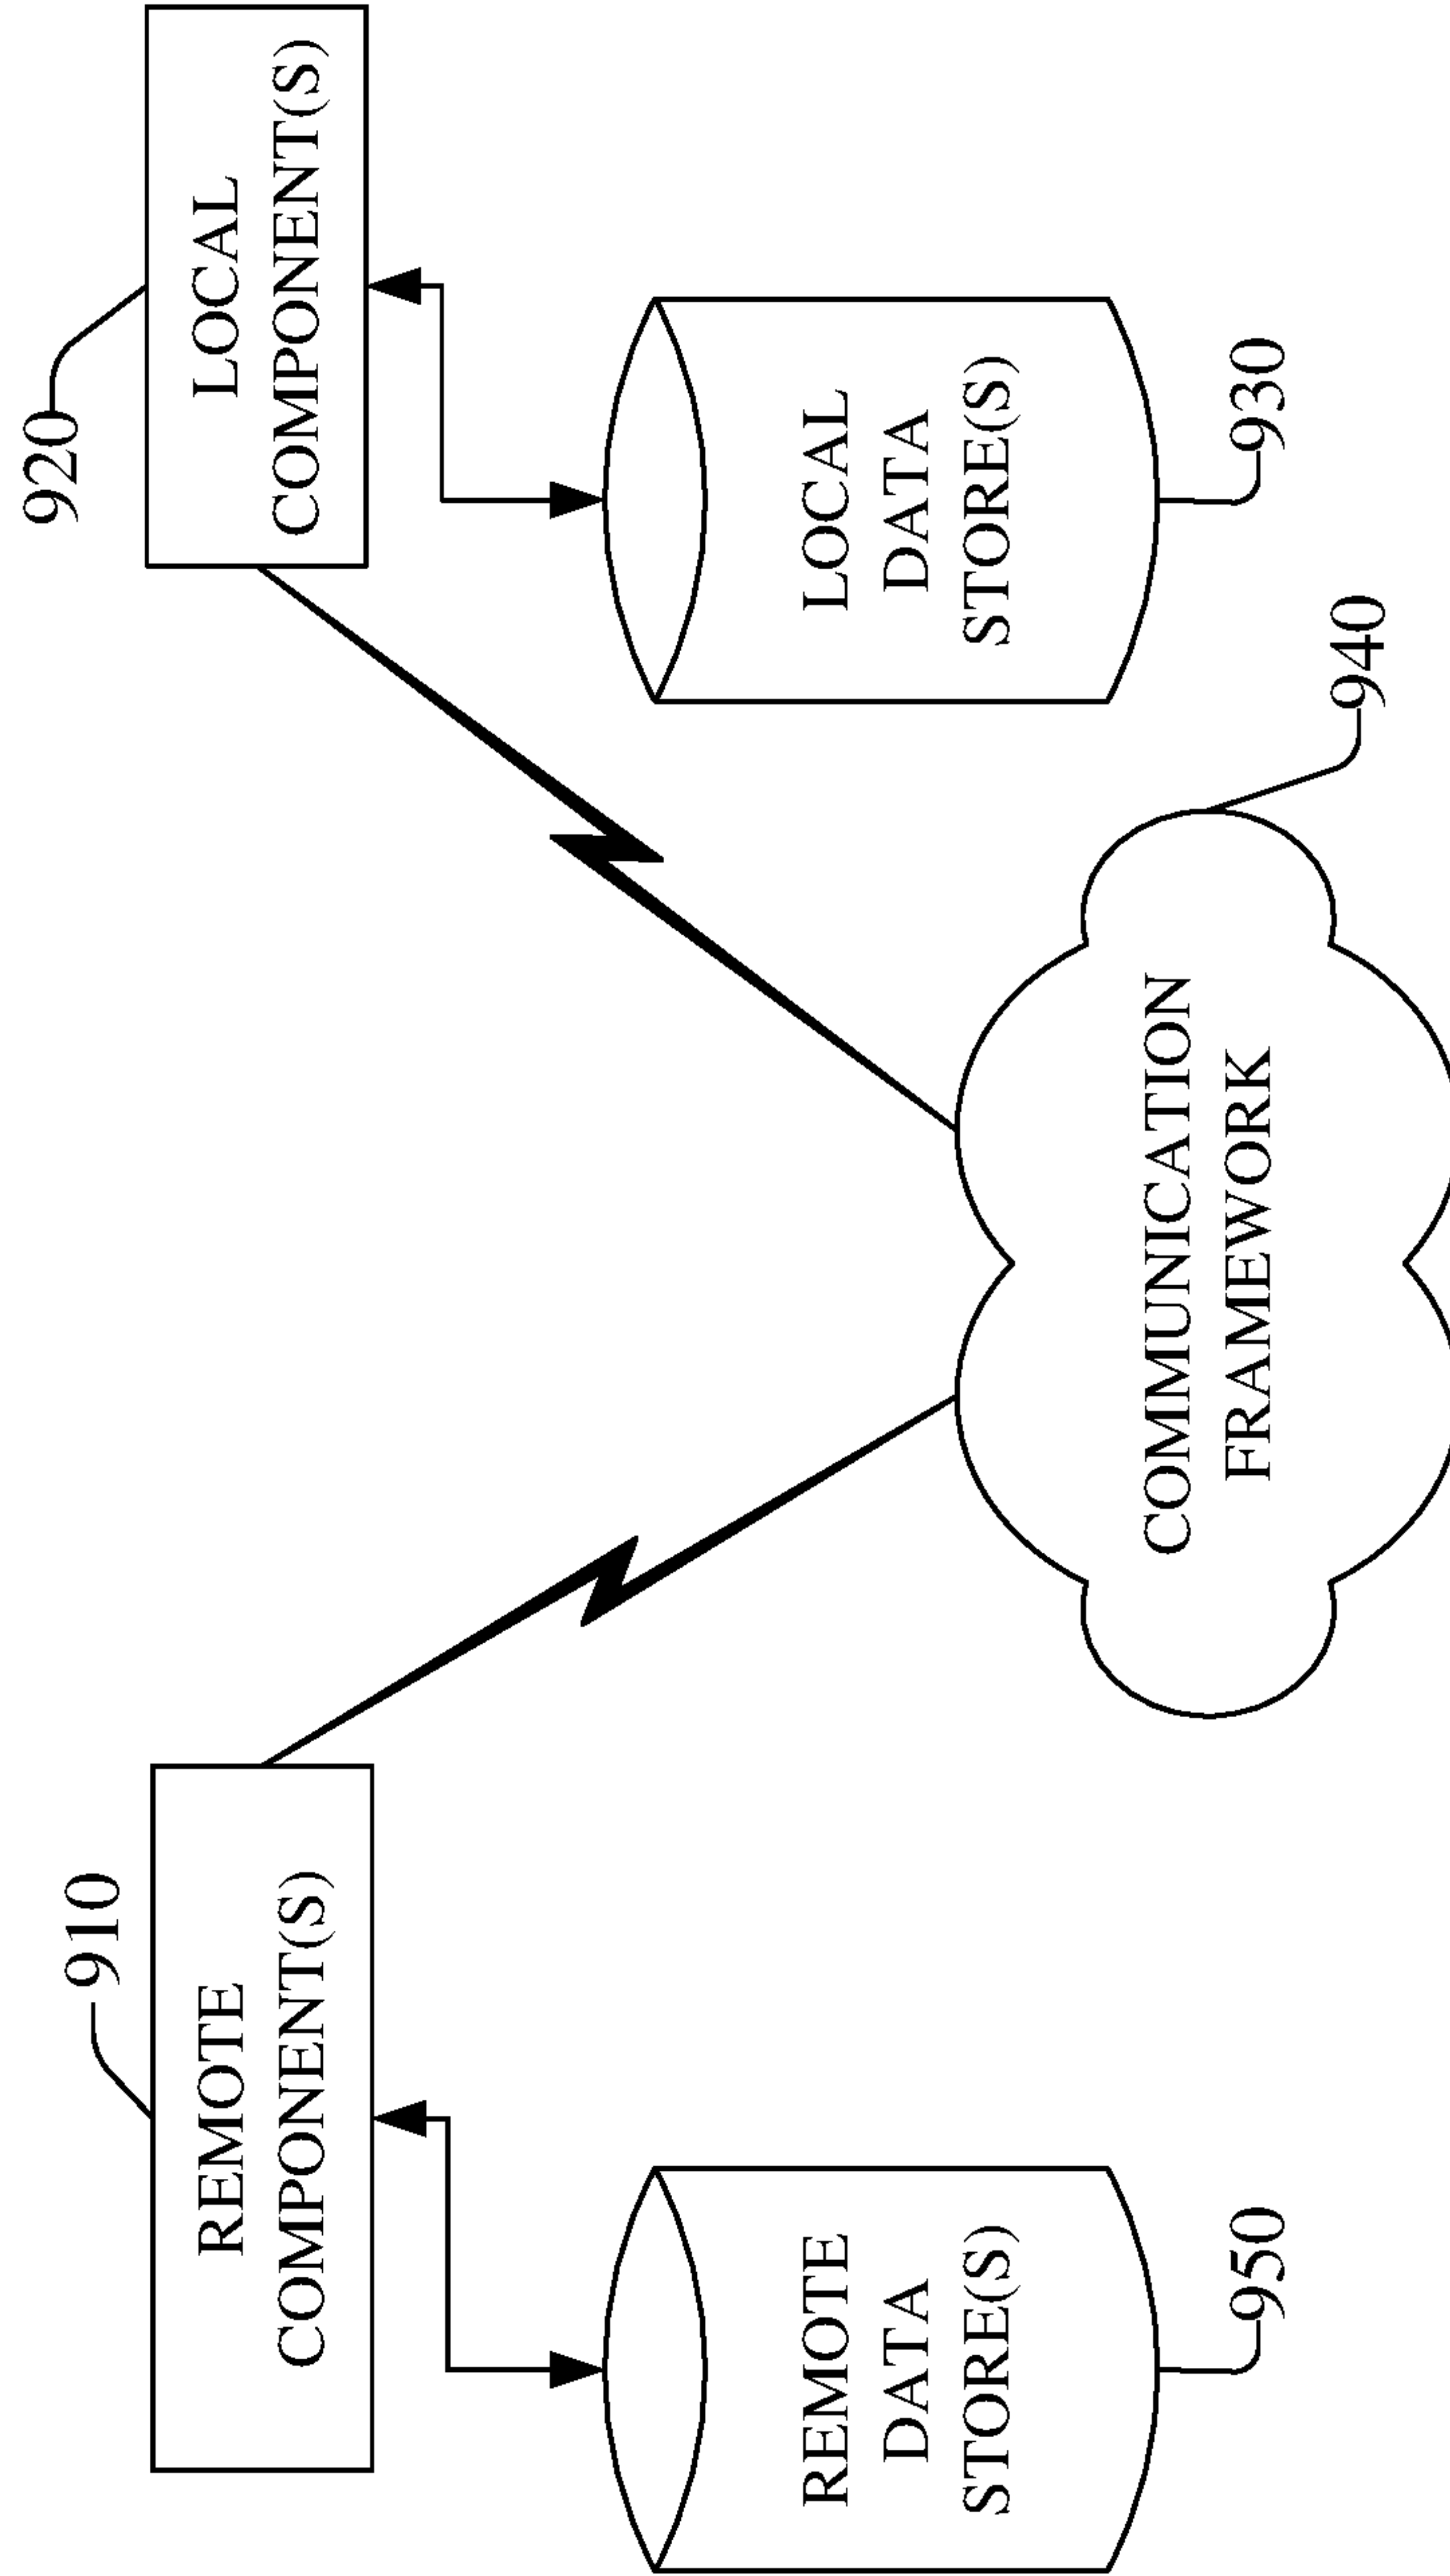 910
REMOTE
COMPONENT(S)
920
LOCAL
COMPONENT(S)
REMOTE
DATA
STORE(S)
950
LOCAL
DATA
STORE(S)
930
COMMUNICATION
FRAMEWORK
940